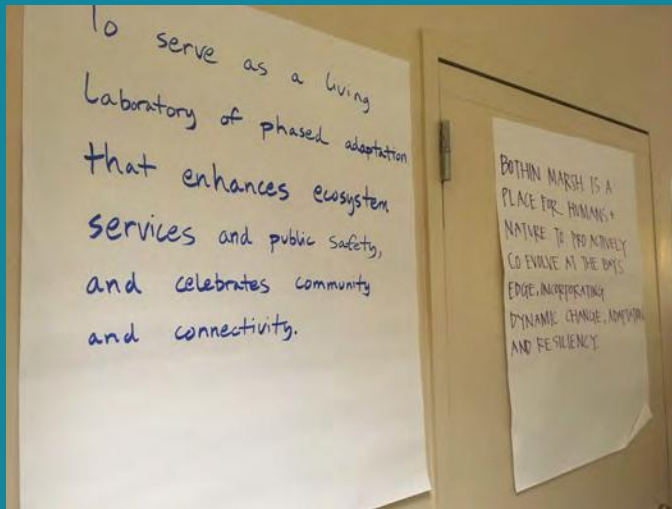 To serve as a living
Laboratory of phased adaptation
that enhances ecosystem
services and public safety,
and celebrates community
and connectivity.
BOTHIN MARSH IS A
PLACE FOR HUMANS +
NATURE TO PROACTIVELY
CO EVOLVE AT THE BAY'S
EDGE, INCORPORATING
DYNAMIC CHANGE, ADAPTATION
AND RESILIENCY.